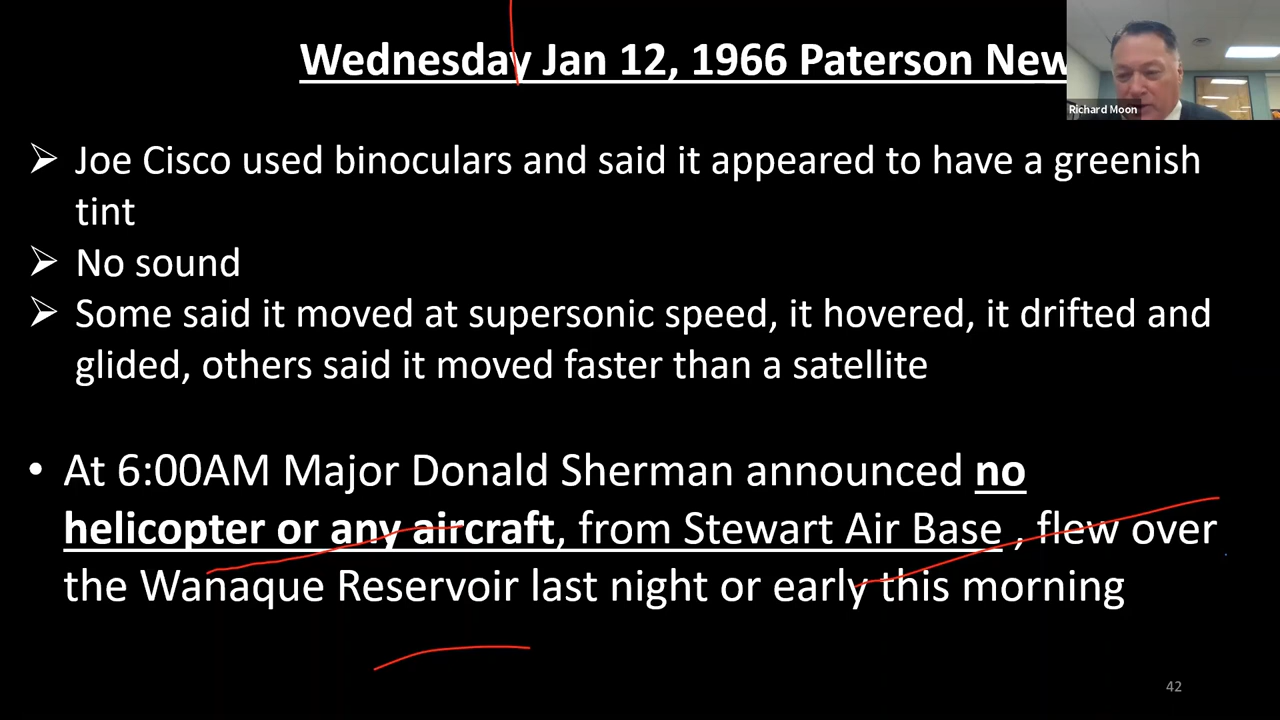 Wednesday Jan 12, 1966 Paterson New
Richard Moon
➢ Joe Cisco used binoculars and said it appeared to have a greenish
tint
➢ No sound
➢ Some said it moved at supersonic speed, it hovered, it drifted and
glided, others said it moved faster than a satellite
• At 6:00AM Major Donald Sherman announced no
helicopter or any aircraft, from Stewart Air Base , flew over
the Wanaque Reservoir last night or early this morning
42